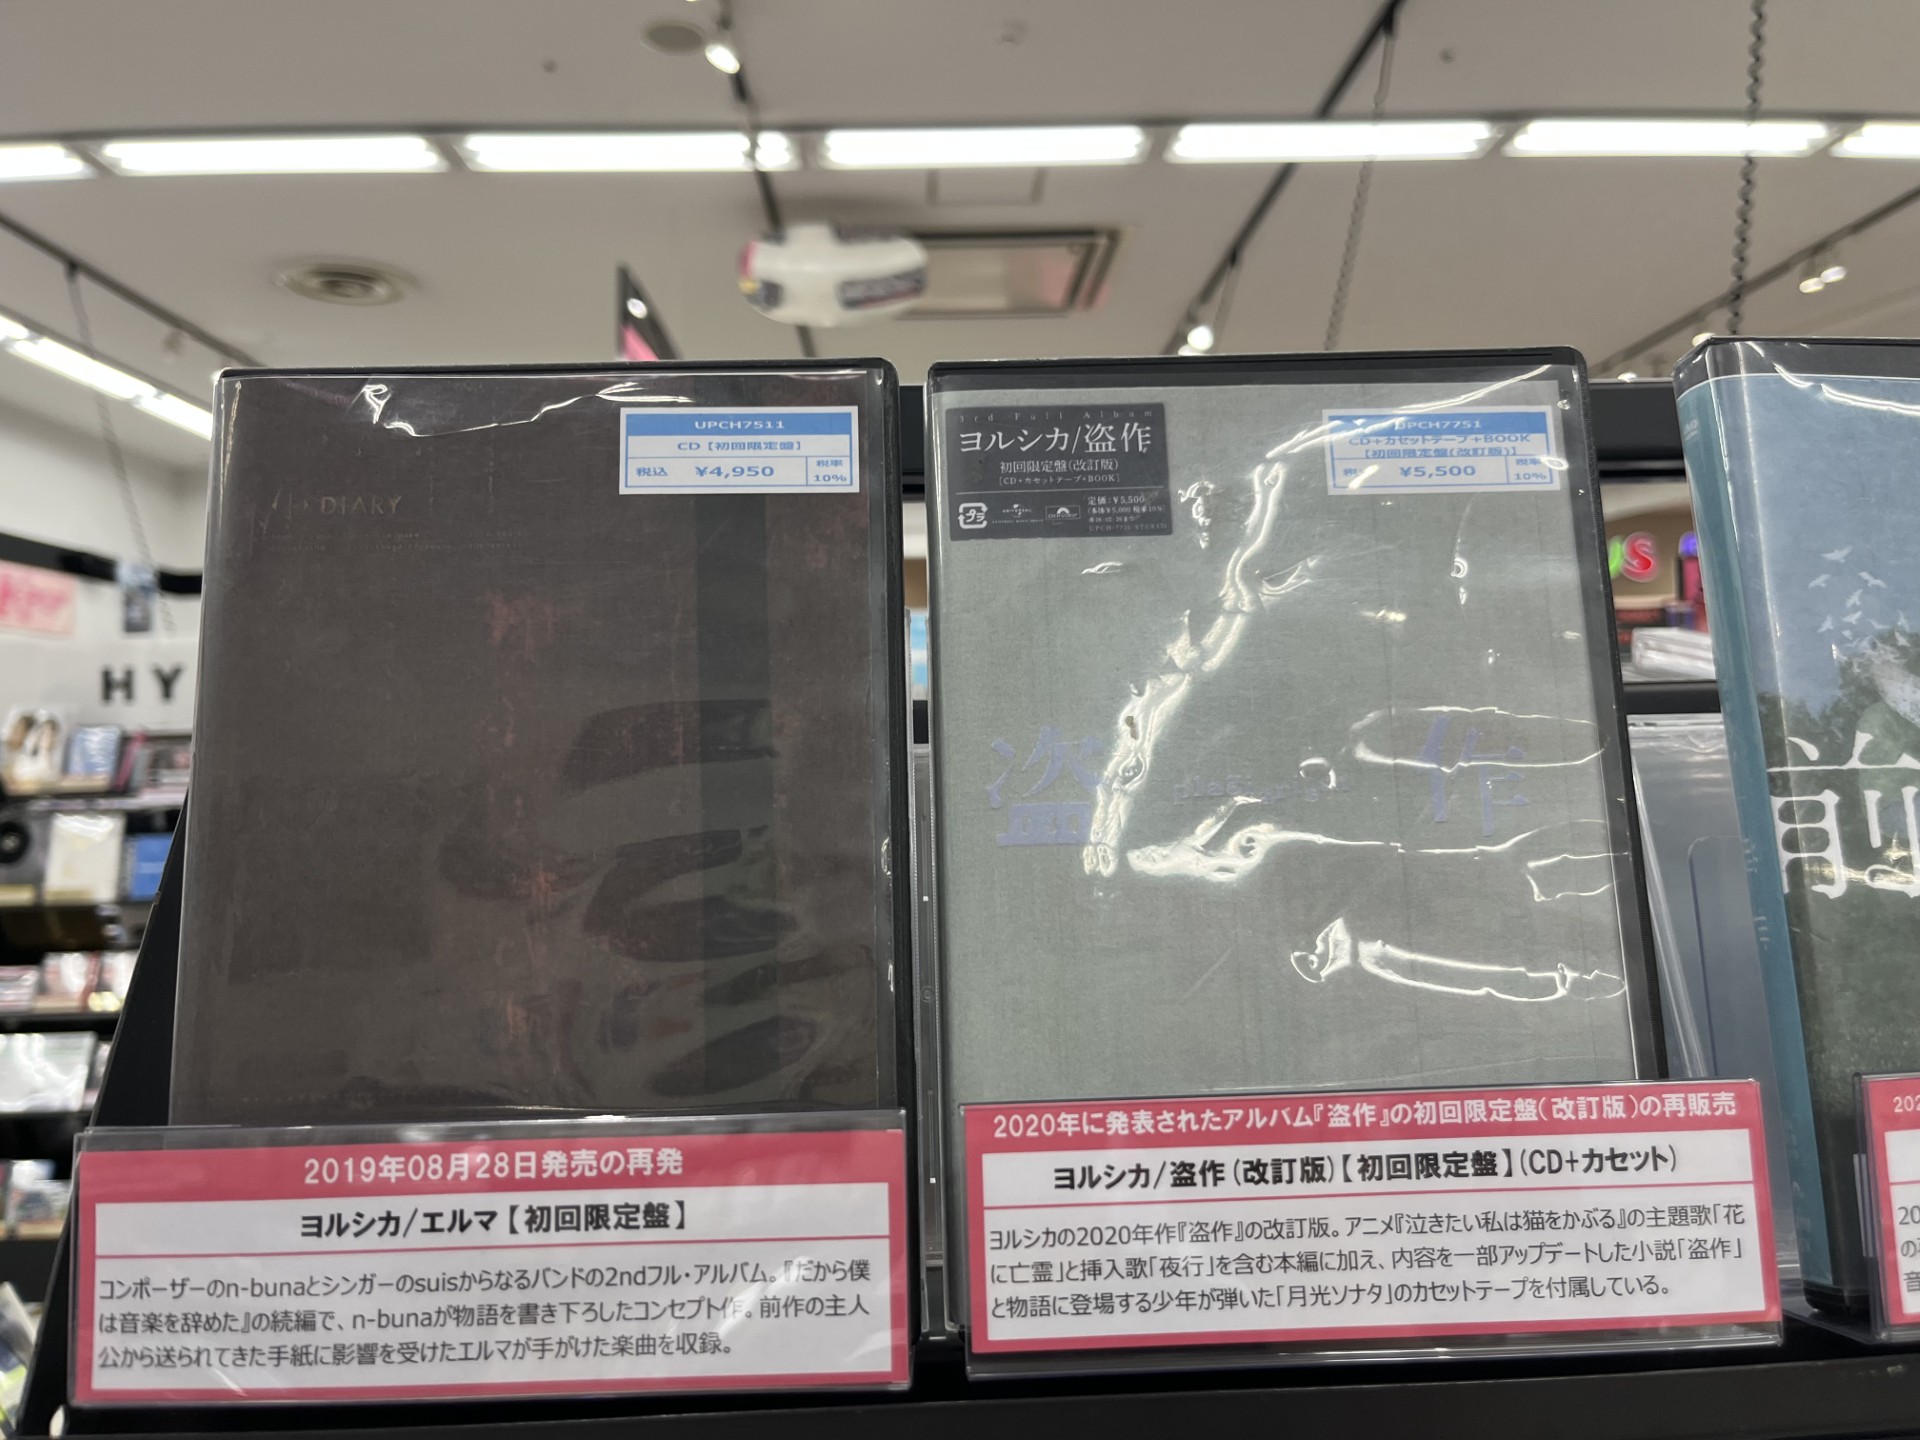 HY
DIARY
UPCH7511
CD【初回限定盤】
税込 ¥4,950 税率 10%
2019年08月28日発売の再発
ヨルシカ/エルマ【初回限定盤】
コンポーザーのn-bunaとシンガーのsuisからなるバンドの2ndフル・アルバム。『だから僕
は音楽を辞めた』の続編で、n-bunaが物語を書き下ろしたコンセプト作。前作の主人
公から送られてきた手紙に影響を受けたエルマが手がけた楽曲を収録。
3rd Full Album
ヨルシカ/盗作
初回限定盤(改訂版)
[CD+カセットテープ+BOOK]
定価:¥5,500
(本体¥5,000 税率10%)
プラ
UPCH7751
CD+カセットテープ+BOOK
【初回限定盤(改訂版)】
税込 ¥5,500 税率 10%
盗 作
2020年に発表されたアルバム『盗作』の初回限定盤(改訂版)の再販売
ヨルシカ/盗作(改訂版)【初回限定盤】(CD+カセット)
ヨルシカの2020年作『盗作』の改訂版。アニメ『泣きたい私は猫をかぶる』の主題歌「花
に亡霊」と挿入歌「夜行」を含む本編に加え、内容を一部アップデートした小説「盗作」
と物語に登場する少年が弾いた「月光ソナタ」のカセットテープを付属している。
前